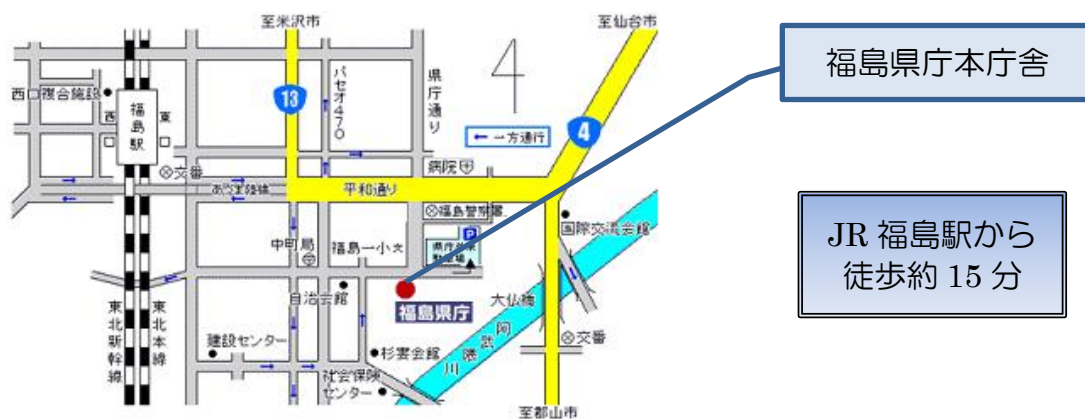 至米沢市
至仙台市
福島県庁本庁舎
13
パセオ470
県庁通り
西口複合施設
福島駅
西
東
4
一方通行
病院
交番
あづま陸橋
平和通り
福島警察署
P
国際交流会館
中町局
福島一小
文
自治会館
福島県庁
大仏橋
JR 福島駅から
徒歩約 15 分
東北新幹線
東北本線
建設センター
杉妻会館
阿武隈川
交番
社会保険
センター
至郡山市